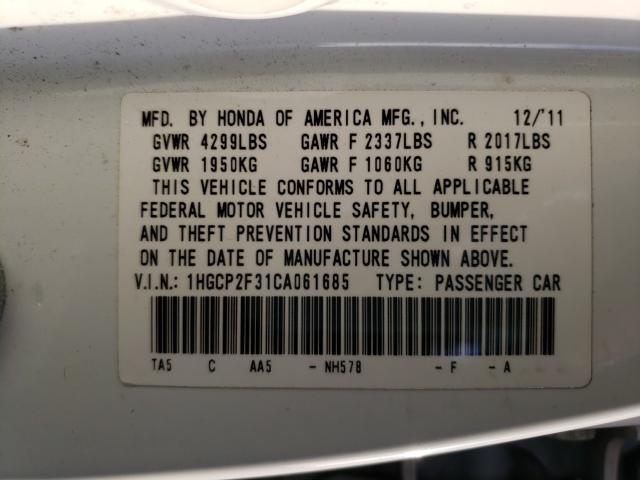 MFD. BY HONDA OF AMERICA MFG., INC. 12/'11
GVWR 4299LBS GAWR F 2337LBS R 2017LBS
GVWR 1950KG GAWR F 1060KG R 915KG
THIS VEHICLE CONFORMS TO ALL APPLICABLE
FEDERAL MOTOR VEHICLE SAFETY, BUMPER,
AND THEFT PREVENTION STANDARDS IN EFFECT
ON THE DATE OF MANUFACTURE SHOWN ABOVE.
V.I.N.: 1HGCP2F31CA061685 TYPE: PASSENGER CAR
TA5 C AA5 - NH578 - F - A